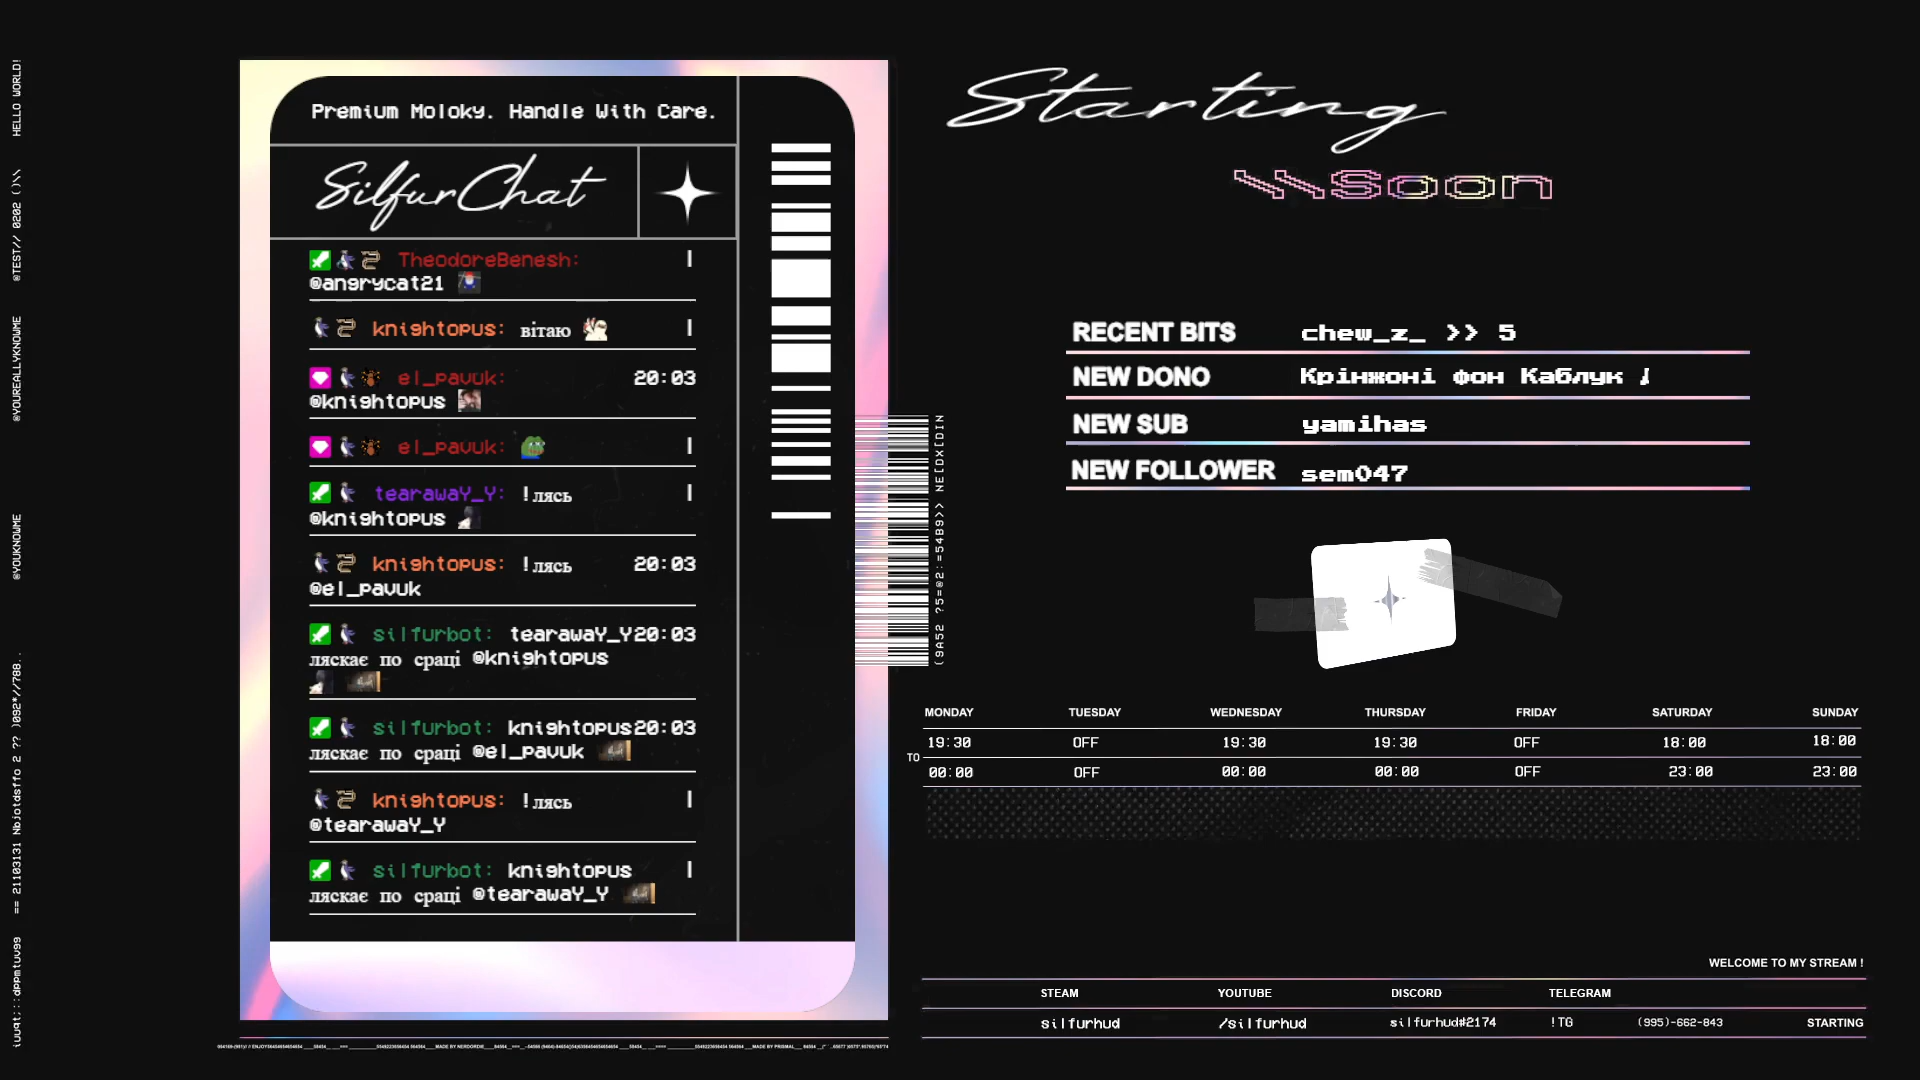 HELLO WORLD!
@TEST// 0202 ()\\
@YOUREALLYKNOWME
@YOUKNOWME
Premium Moloky. Handle With Care.
SilfurChat
TheodoreBenesh:
@angrycat21
knightopus: вітаю
el_pavuk: 20:03
@knightopus
el_pavuk:
tearawaY_Y: !лясь
@knightopus
knightopus: !лясь 20:03
@el_pavuk
silfurbot: tearawaY_Y20:03
ляскає по сраці @knightopus
silfurbot: knightopus20:03
ляскає по сраці @el_pavuk
knightopus: !лясь
@tearawaY_Y
silfurbot: knightopus
ляскає по сраці @tearawaY_Y
Starting
\\Soon
RECENT BITS chew_z_ >> 5
NEW DONO Крінжоні фон Каблук
NEW SUB yamihas
NEW FOLLOWER sem047
MONDAY TUESDAY WEDNESDAY THURSDAY FRIDAY SATURDAY SUNDAY
19:30 OFF 19:30 19:30 OFF 18:00 18:00
TO
00:00 OFF 00:00 00:00 OFF 23:00 23:00
WELCOME TO MY STREAM !
STEAM YOUTUBE DISCORD TELEGRAM
silfurhud /silfurhud silfurhud#2174 !TG (995)-662-843 STARTING